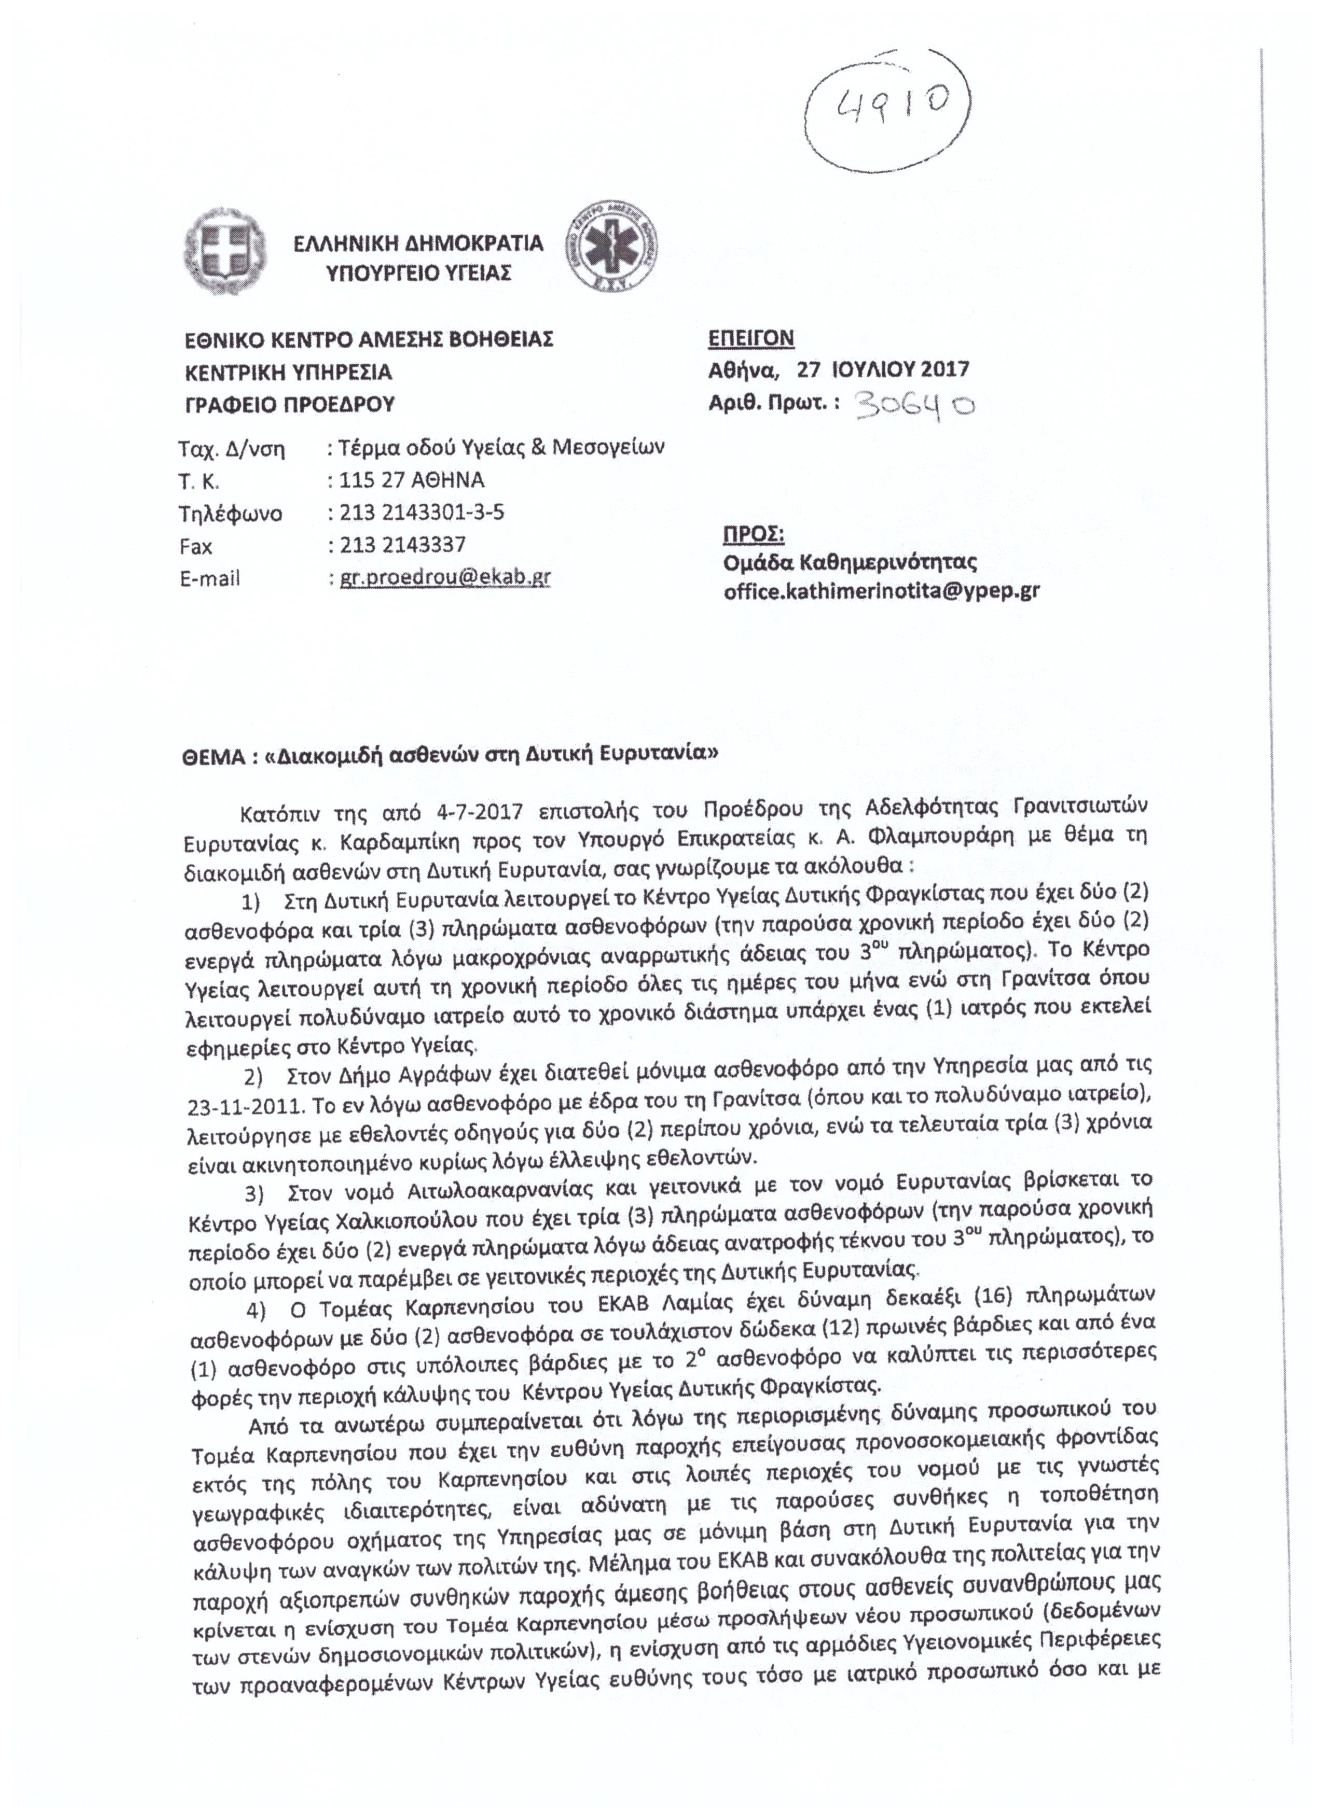 4910
ΕΛΛΗΝΙΚΗ ΔΗΜΟΚΡΑΤΙΑ
ΥΠΟΥΡΓΕΙΟ ΥΓΕΙΑΣ
ΕΘΝΙΚΟ ΚΕΝΤΡΟ ΑΜΕΣΗΣ ΒΟΗΘΕΙΑΣ
Ε.Σ.Υ.
ΕΘΝΙΚΟ ΚΕΝΤΡΟ ΑΜΕΣΗΣ ΒΟΗΘΕΙΑΣ
ΚΕΝΤΡΙΚΗ ΥΠΗΡΕΣΙΑ
ΓΡΑΦΕΙΟ ΠΡΟΕΔΡΟΥ
Ταχ. Δ/νση : Τέρμα οδού Υγείας & Μεσογείων
Τ. Κ. : 115 27 ΑΘΗΝΑ
Τηλέφωνο : 213 2143301-3-5
Fax : 213 2143337
E-mail : gr.proedrou@ekab.gr
ΕΠΕΙΓΟΝ
Αθήνα, 27 ΙΟΥΛΙΟΥ 2017
Αριθ. Πρωτ. : 30640
ΠΡΟΣ:
Ομάδα Καθημερινότητας
office.kathimerinotita@ypep.gr
ΘΕΜΑ : «Διακομιδή ασθενών στη Δυτική Ευρυτανία»
Κατόπιν της από 4-7-2017 επιστολής του Προέδρου της Αδελφότητας Γρανιτσιωτών
Ευρυτανίας κ. Καρδαμπίκη προς τον Υπουργό Επικρατείας κ. Α. Φλαμπουράρη με θέμα τη
διακομιδή ασθενών στη Δυτική Ευρυτανία, σας γνωρίζουμε τα ακόλουθα :
1) Στη Δυτική Ευρυτανία λειτουργεί το Κέντρο Υγείας Δυτικής Φραγκίστας που έχει δύο (2)
ασθενοφόρα και τρία (3) πληρώματα ασθενοφόρων (την παρούσα χρονική περίοδο έχει δύο (2)
ενεργά πληρώματα λόγω μακροχρόνιας αναρρωτικής άδειας του 3ου πληρώματος). Το Κέντρο
Υγείας λειτουργεί αυτή τη χρονική περίοδο όλες τις ημέρες του μήνα ενώ στη Γρανίτσα όπου
λειτουργεί πολυδύναμο ιατρείο αυτό το χρονικό διάστημα υπάρχει ένας (1) ιατρός που εκτελεί
εφημερίες στο Κέντρο Υγείας.
2) Στον Δήμο Αγράφων έχει διατεθεί μόνιμα ασθενοφόρο από την Υπηρεσία μας από τις
23-11-2011. Το εν λόγω ασθενοφόρο με έδρα του τη Γρανίτσα (όπου και το πολυδύναμο ιατρείο),
λειτούργησε με εθελοντές οδηγούς για δύο (2) περίπου χρόνια, ενώ τα τελευταία τρία (3) χρόνια
είναι ακινητοποιημένο κυρίως λόγω έλλειψης εθελοντών.
3) Στον νομό Αιτωλοακαρνανίας και γειτονικά με τον νομό Ευρυτανίας βρίσκεται το
Κέντρο Υγείας Χαλκιοπούλου που έχει τρία (3) πληρώματα ασθενοφόρων (την παρούσα χρονική
περίοδο έχει δύο (2) ενεργά πληρώματα λόγω άδειας ανατροφής τέκνου του 3ου πληρώματος), το
οποίο μπορεί να παρέμβει σε γειτονικές περιοχές της Δυτικής Ευρυτανίας.
4) Ο Τομέας Καρπενησίου του ΕΚΑΒ Λαμίας έχει δύναμη δεκαέξι (16) πληρωμάτων
ασθενοφόρων με δύο (2) ασθενοφόρα σε τουλάχιστον δώδεκα (12) πρωινές βάρδιες και από ένα
(1) ασθενοφόρο στις υπόλοιπες βάρδιες με το 2ο ασθενοφόρο να καλύπτει τις περισσότερες
φορές την περιοχή κάλυψης του Κέντρου Υγείας Δυτικής Φραγκίστας.
Από τα ανωτέρω συμπεραίνεται ότι λόγω της περιορισμένης δύναμης προσωπικού του
Τομέα Καρπενησίου που έχει την ευθύνη παροχής επείγουσας προνοσοκομειακής φροντίδας
εκτός της πόλης του Καρπενησίου και στις λοιπές περιοχές του νομού με τις γνωστές
γεωγραφικές ιδιαιτερότητες, είναι αδύνατη με τις παρούσες συνθήκες η τοποθέτηση
ασθενοφόρου οχήματος της Υπηρεσίας μας σε μόνιμη βάση στη Δυτική Ευρυτανία για την
κάλυψη των αναγκών των πολιτών της. Μέλημα του ΕΚΑΒ και συνακόλουθα της πολιτείας για την
παροχή αξιοπρεπών συνθηκών παροχής άμεσης βοήθειας στους ασθενείς συνανθρώπους μας
κρίνεται η ενίσχυση του Τομέα Καρπενησίου μέσω προσλήψεων νέου προσωπικού (δεδομένων
των στενών δημοσιονομικών πολιτικών), η ενίσχυση από τις αρμόδιες Υγειονομικές Περιφέρειες
των προαναφερομένων Κέντρων Υγείας ευθύνης τους τόσο με ιατρικό προσωπικό όσο και με